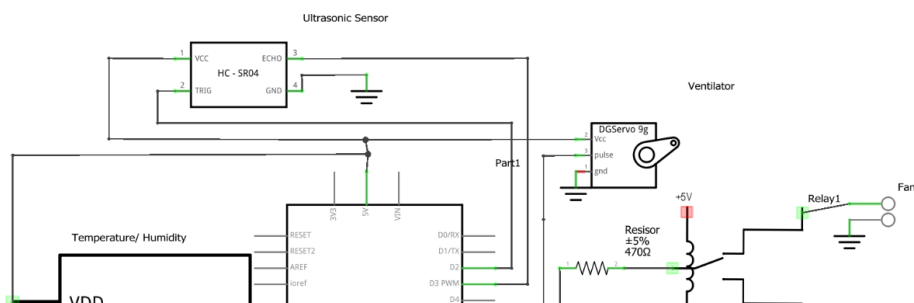 Ultrasonic Sensor
1
VCC
ECHO
3
HC - SR04
2
TRIG
GND
4
Ventilator
DGServo 9g
2
Vcc
3
pulse
1
gnd
Part1
3V3
5V
VIN
+5V
Relay1
Fan
Temperature/ Humidity
RESET
RESET2
AREF
ioref
D0/RX
D1/TX
D2
D3 PWM
D4
Resisor
±5%
470Ω
1
2
VDD